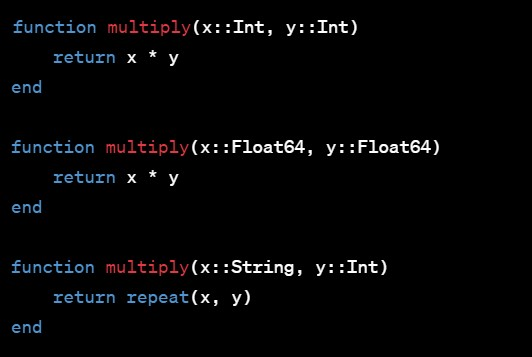 function multiply(x::Int, y::Int)
    return x * y
end

function multiply(x::Float64, y::Float64)
    return x * y
end

function multiply(x::String, y::Int)
    return repeat(x, y)
end